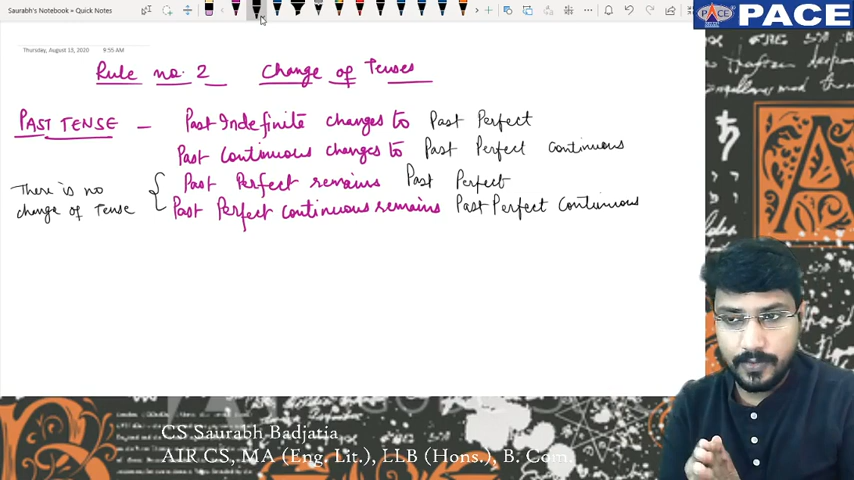 Saurabh's Notebook » Quick Notes
PACE
PACE
Thursday, August 13, 2020 9:55 AM
Rule no. 2 Change of Tenses
PAST TENSE - Past Indefinite changes to Past Perfect
Past Continuous changes to Past Perfect continuous
There is no change of Tense { Past Perfect remains Past Perfect
Past Perfect continuous remains Past Perfect Continuous
A
CS Saurabh Badjatia
AIR CS, MA (Eng. Lit.), LLB (Hons.), B. Com.